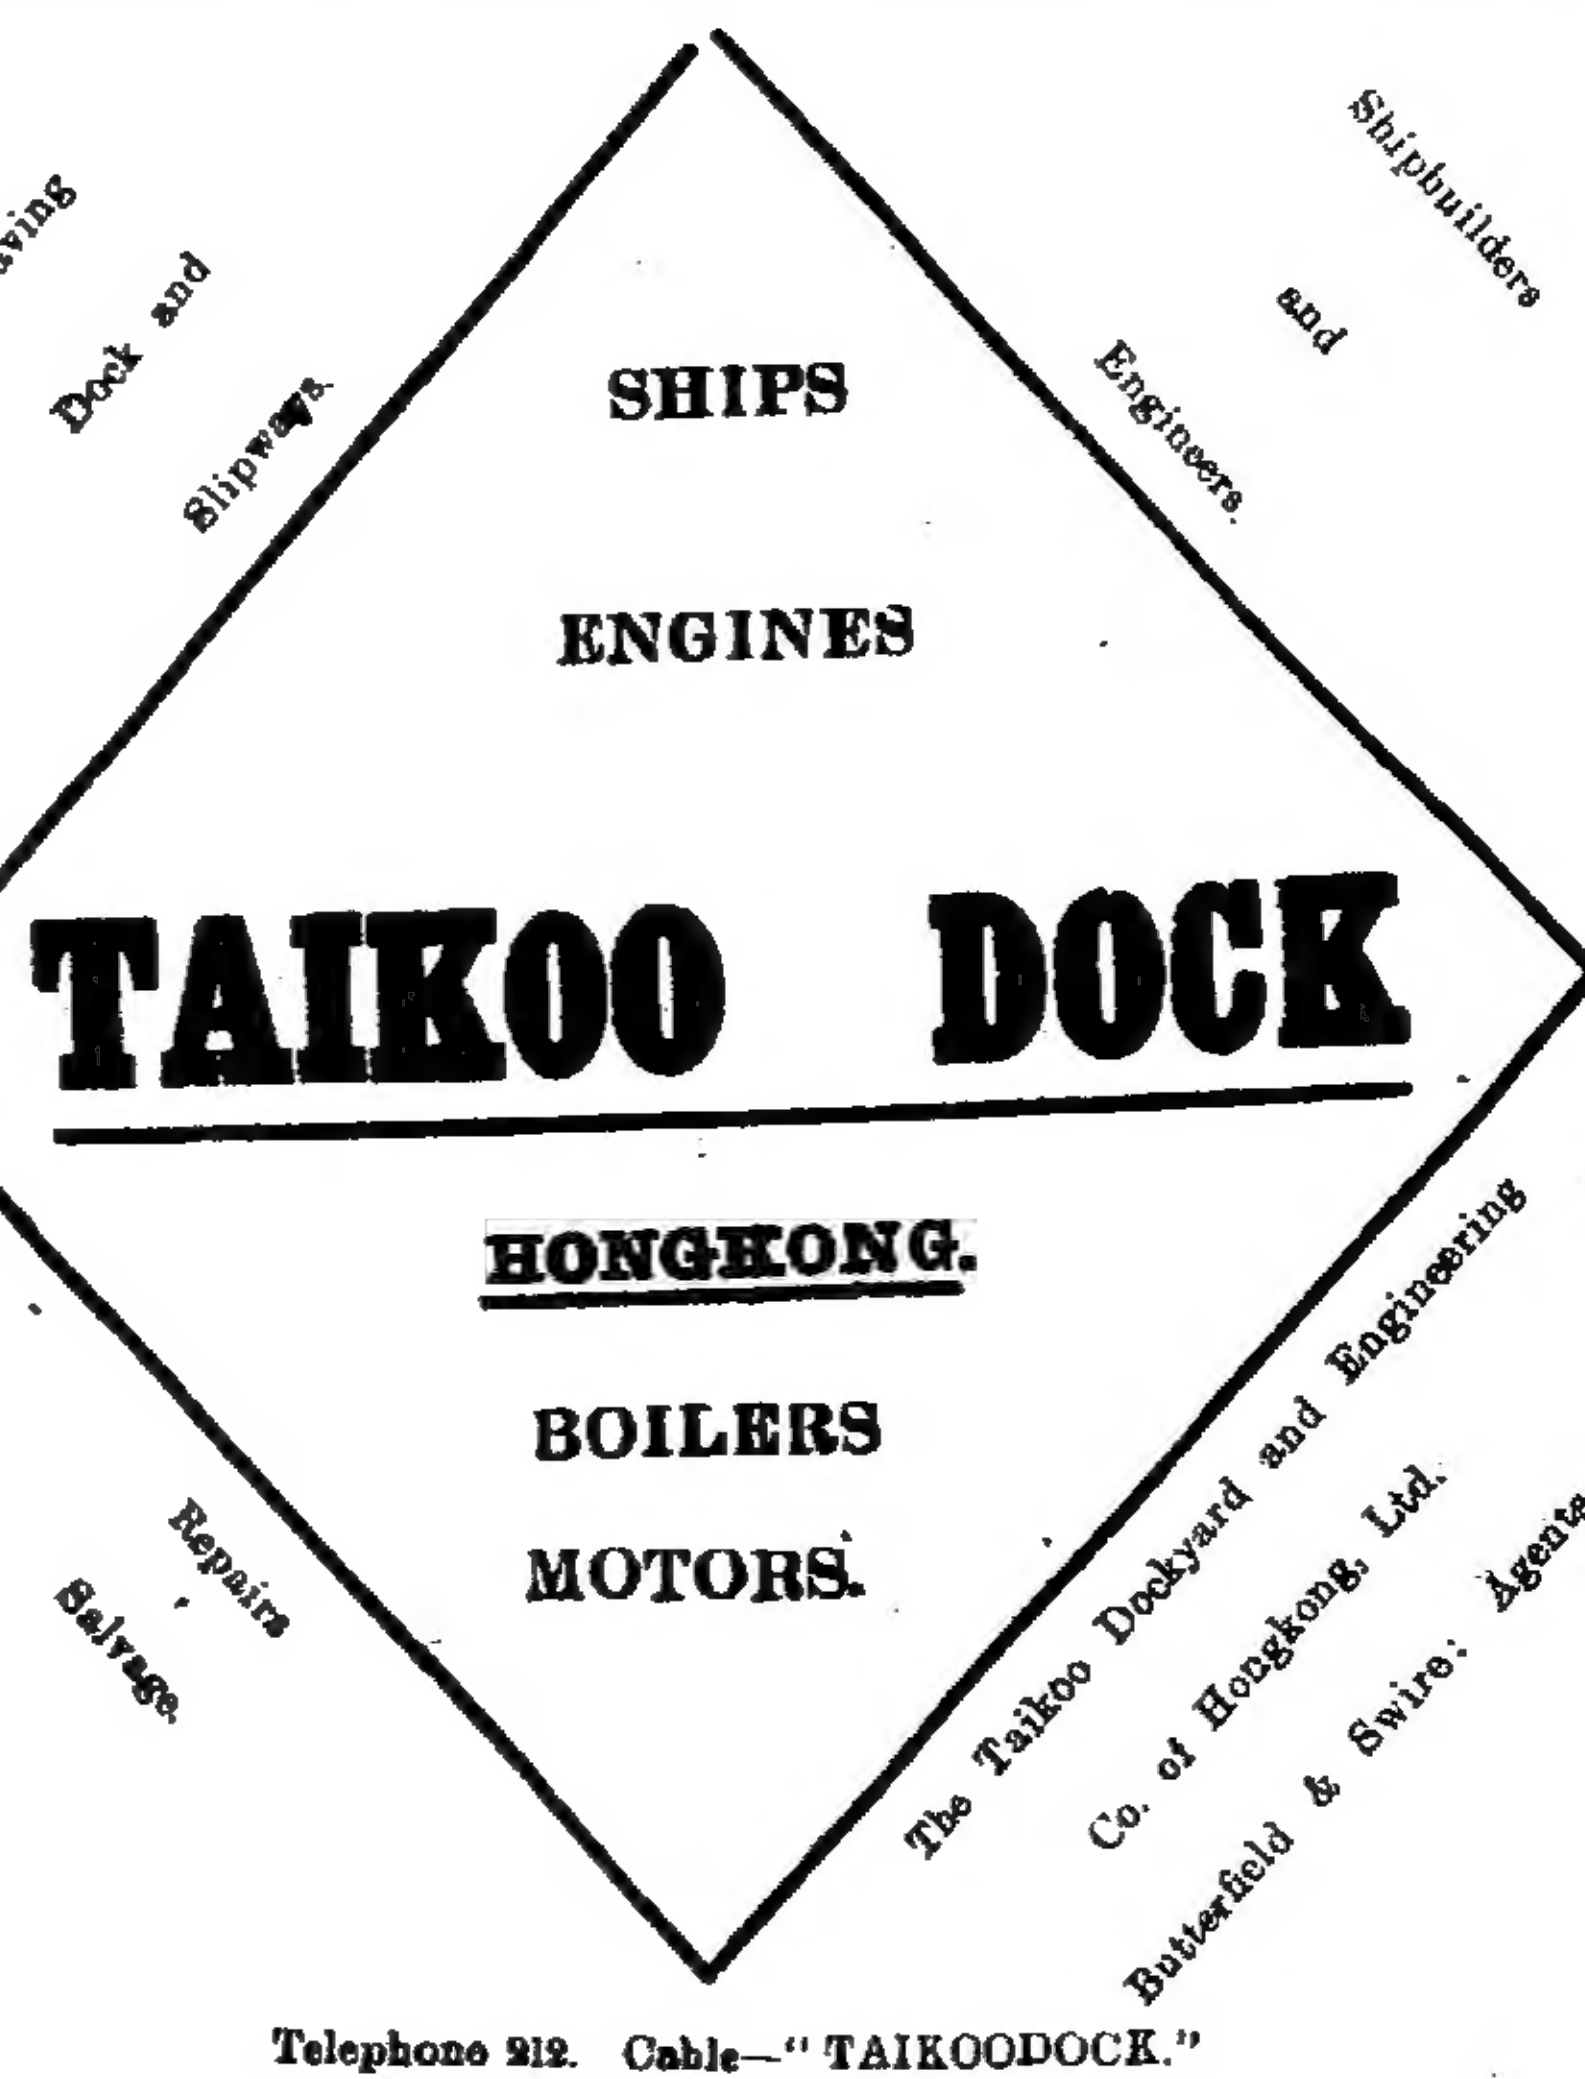 Dock and
Slipways.
Shipbuilders
and
Engineers.
SHIPS
ENGINES
TAIKOO DOCK
HONGKONG.
BOILERS
MOTORS.
Repairs
Salvage.
The Taikoo Dockyard and Engineering
Co. of Hongkong, Ltd.
Butterfield & Swire: Agents
Telephone 212. Cable—"TAIKOODOCK."